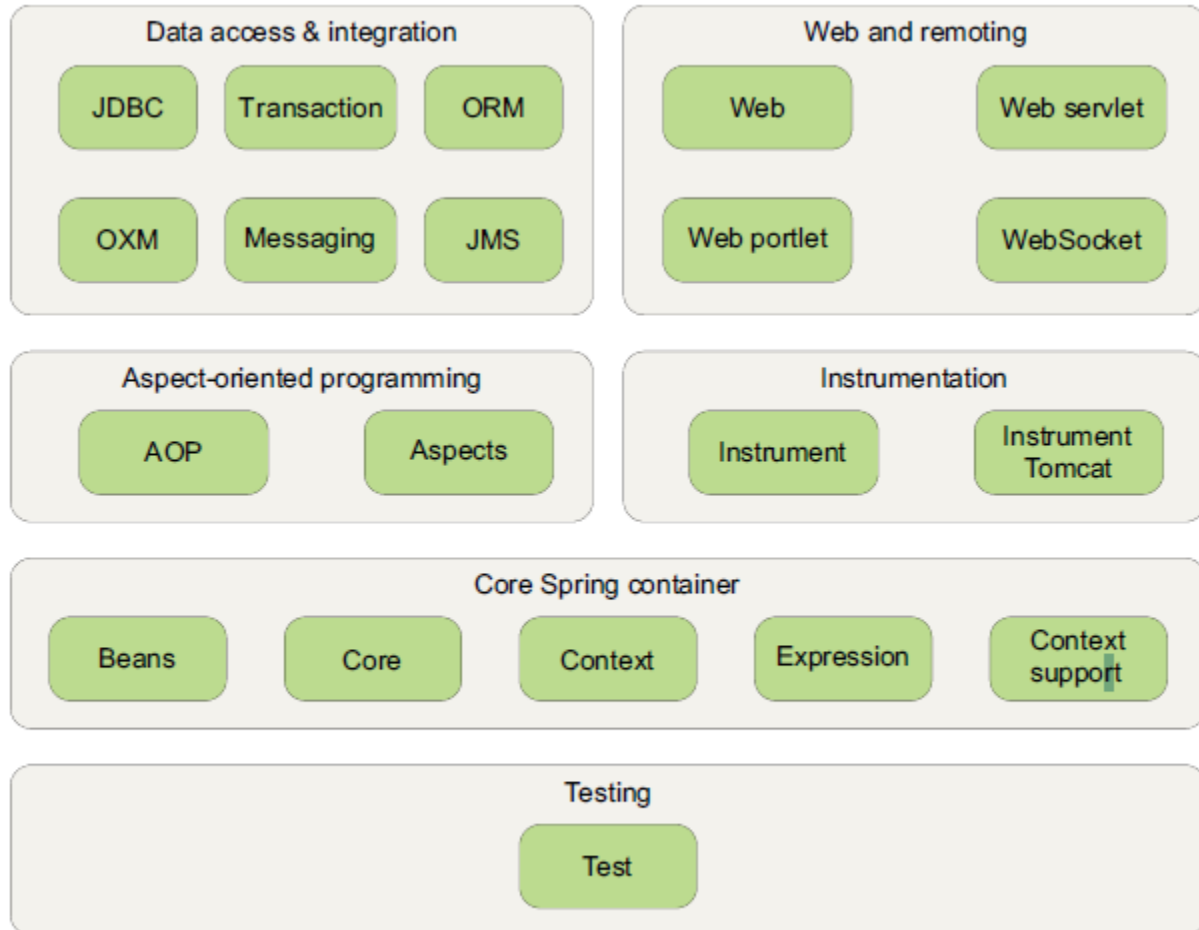 Data access & integration
JDBC
Transaction
ORM
OXM
Messaging
JMS
Web and remoting
Web
Web servlet
Web portlet
WebSocket
Aspect-oriented programming
AOP
Aspects
Instrumentation
Instrument
Instrument
Tomcat
Core Spring container
Beans
Core
Context
Expression
Context
support
Testing
Test